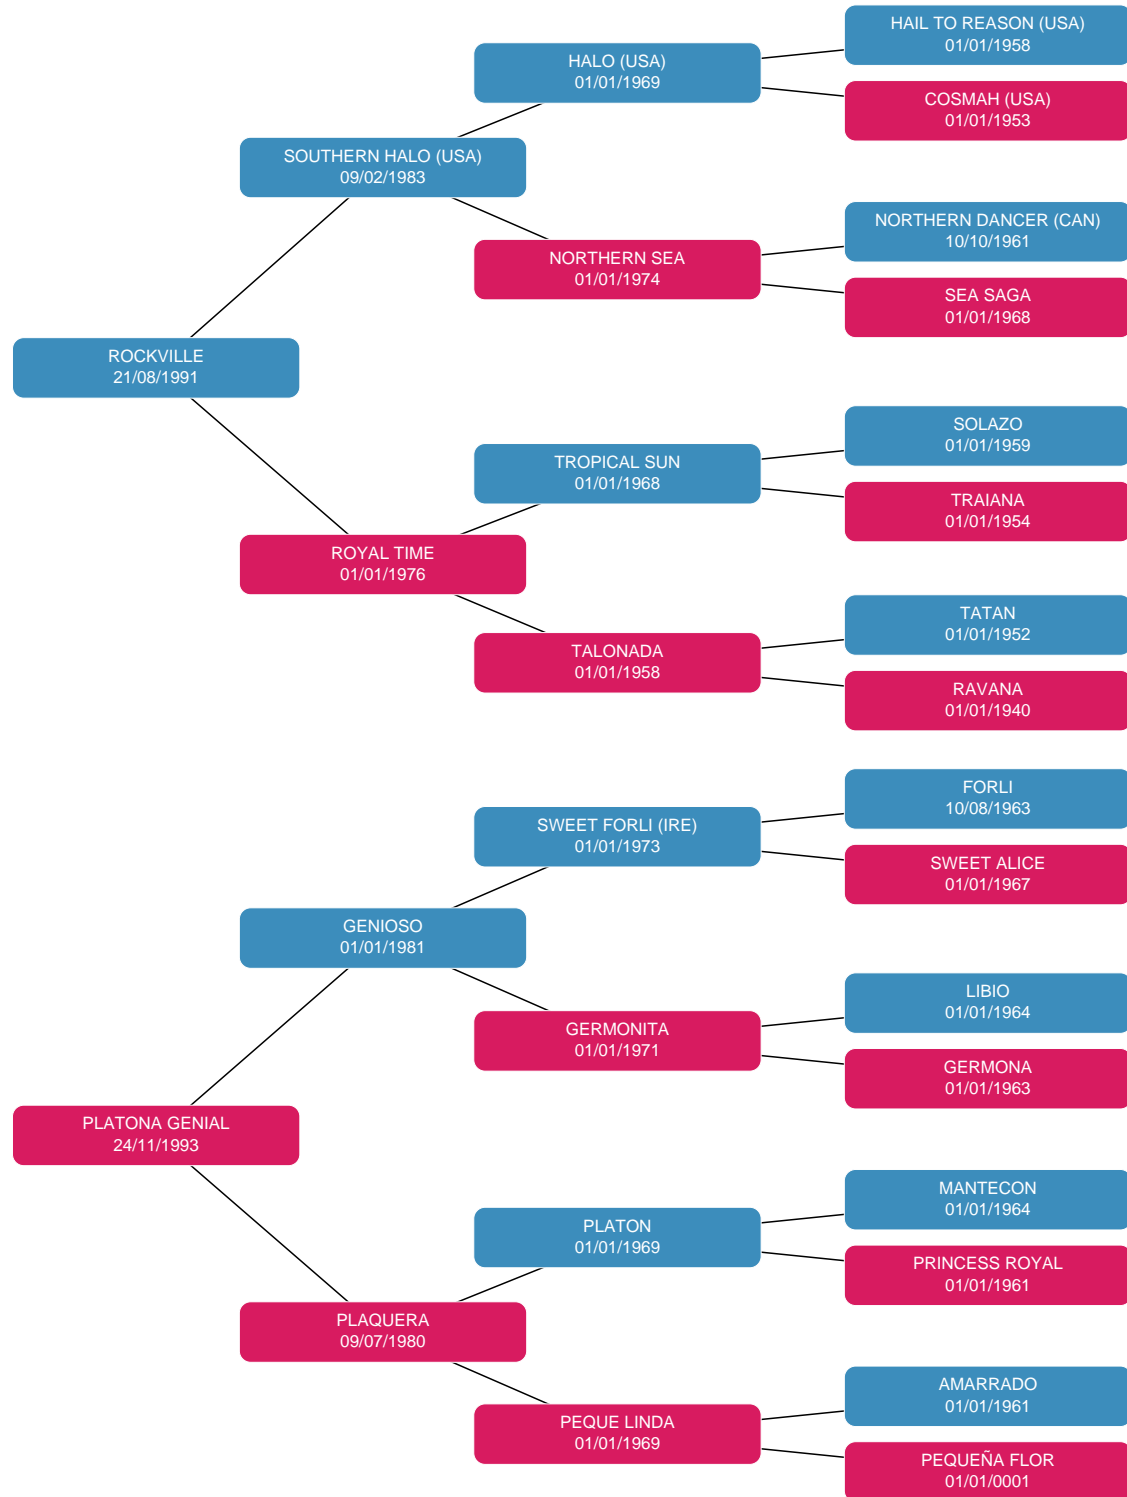 HAIL TO REASON (USA)
01/01/1958
HALO (USA)
01/01/1969
COSMAH (USA)
01/01/1953
SOUTHERN HALO (USA)
09/02/1983
NORTHERN DANCER (CAN)
10/10/1961
NORTHERN SEA
01/01/1974
SEA SAGA
01/01/1968
ROCKVILLE
21/08/1991
SOLAZO
01/01/1959
TROPICAL SUN
01/01/1968
TRAIANA
01/01/1954
ROYAL TIME
01/01/1976
TATAN
01/01/1952
TALONADA
01/01/1958
RAVANA
01/01/1940
FORLI
10/08/1963
SWEET FORLI (IRE)
01/01/1973
SWEET ALICE
01/01/1967
GENIOSO
01/01/1981
LIBIO
01/01/1964
GERMONITA
01/01/1971
GERMONA
01/01/1963
PLATONA GENIAL
24/11/1993
MANTECON
01/01/1964
PLATON
01/01/1969
PRINCESS ROYAL
01/01/1961
PLAQUERA
09/07/1980
AMARRADO
01/01/1961
PEQUE LINDA
01/01/1969
PEQUEÑA FLOR
01/01/0001